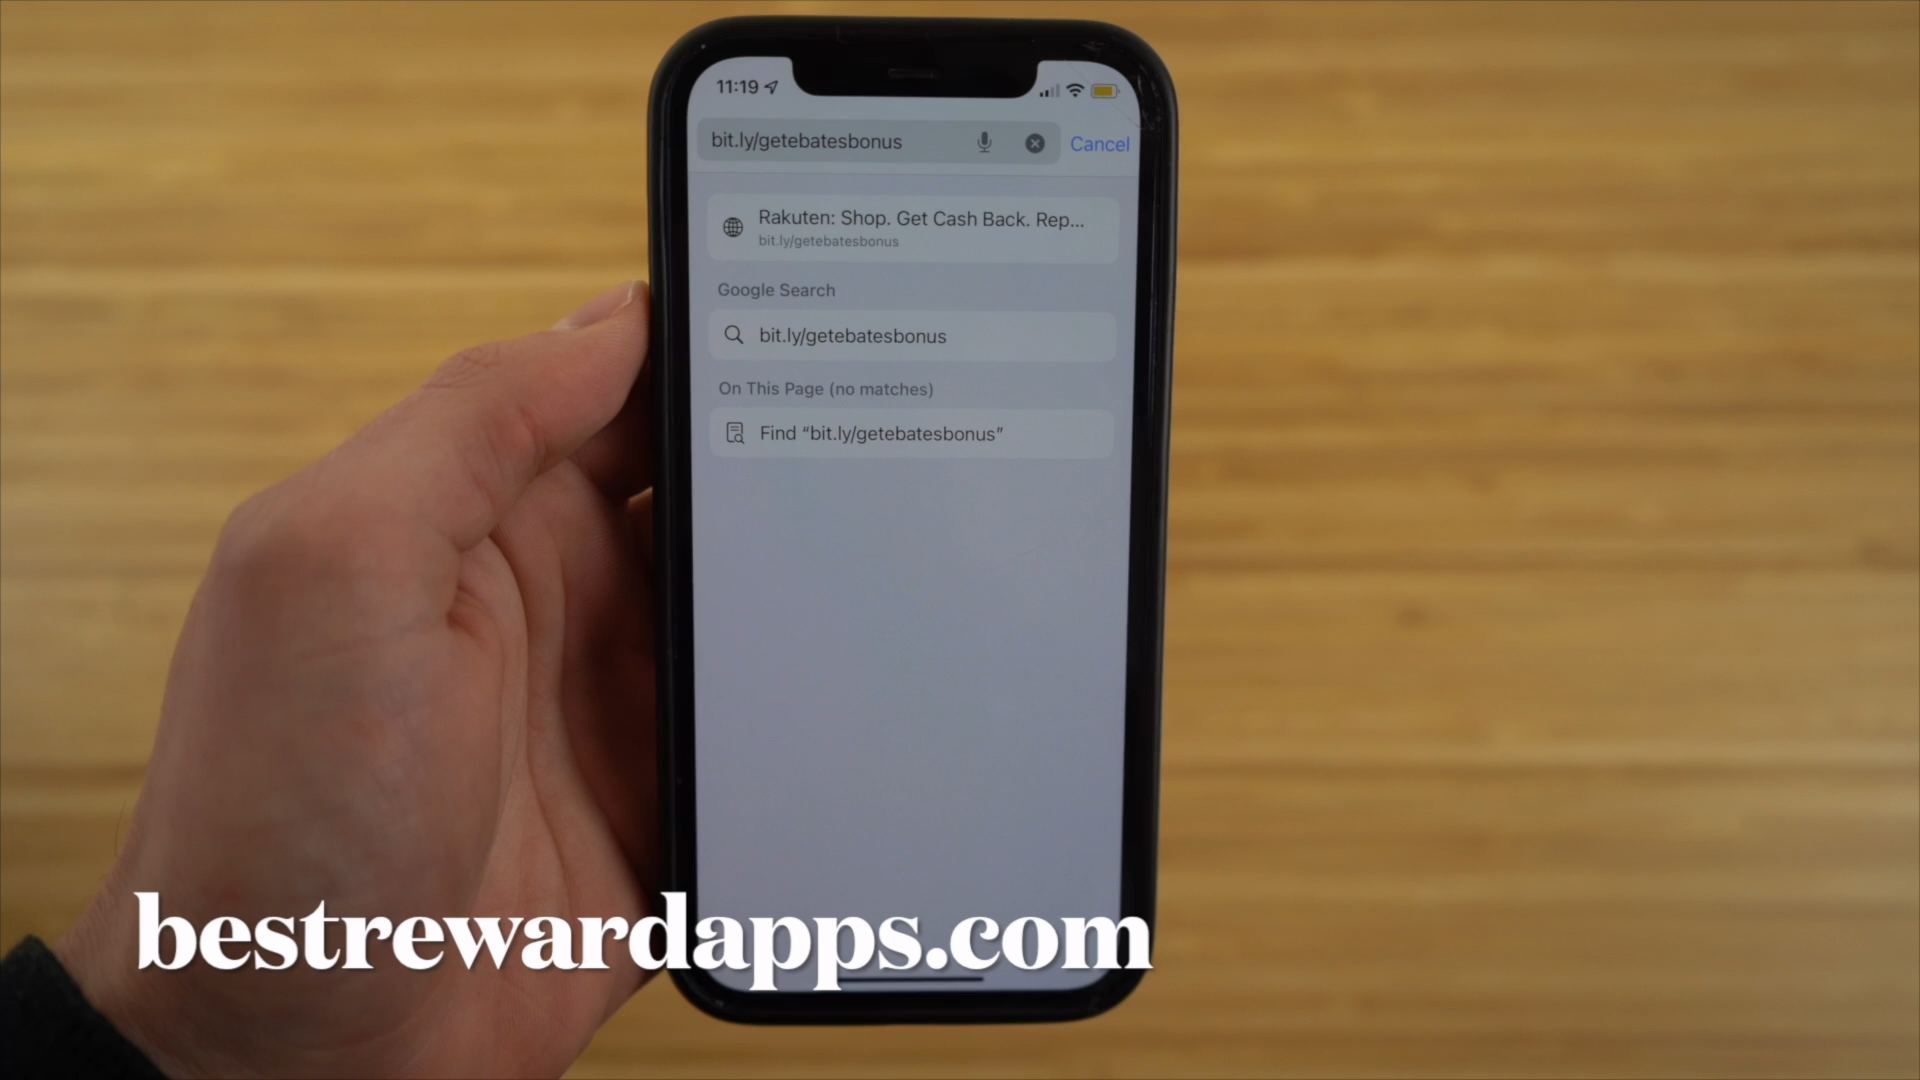 11:19
bit.ly/getebatesbonus
Cancel
Rakuten: Shop. Get Cash Back. Rep...
bit.ly/getebatesbonus
Google Search
bit.ly/getebatesbonus
On This Page (no matches)
Find “bit.ly/getebatesbonus”
bestrewardapps.com